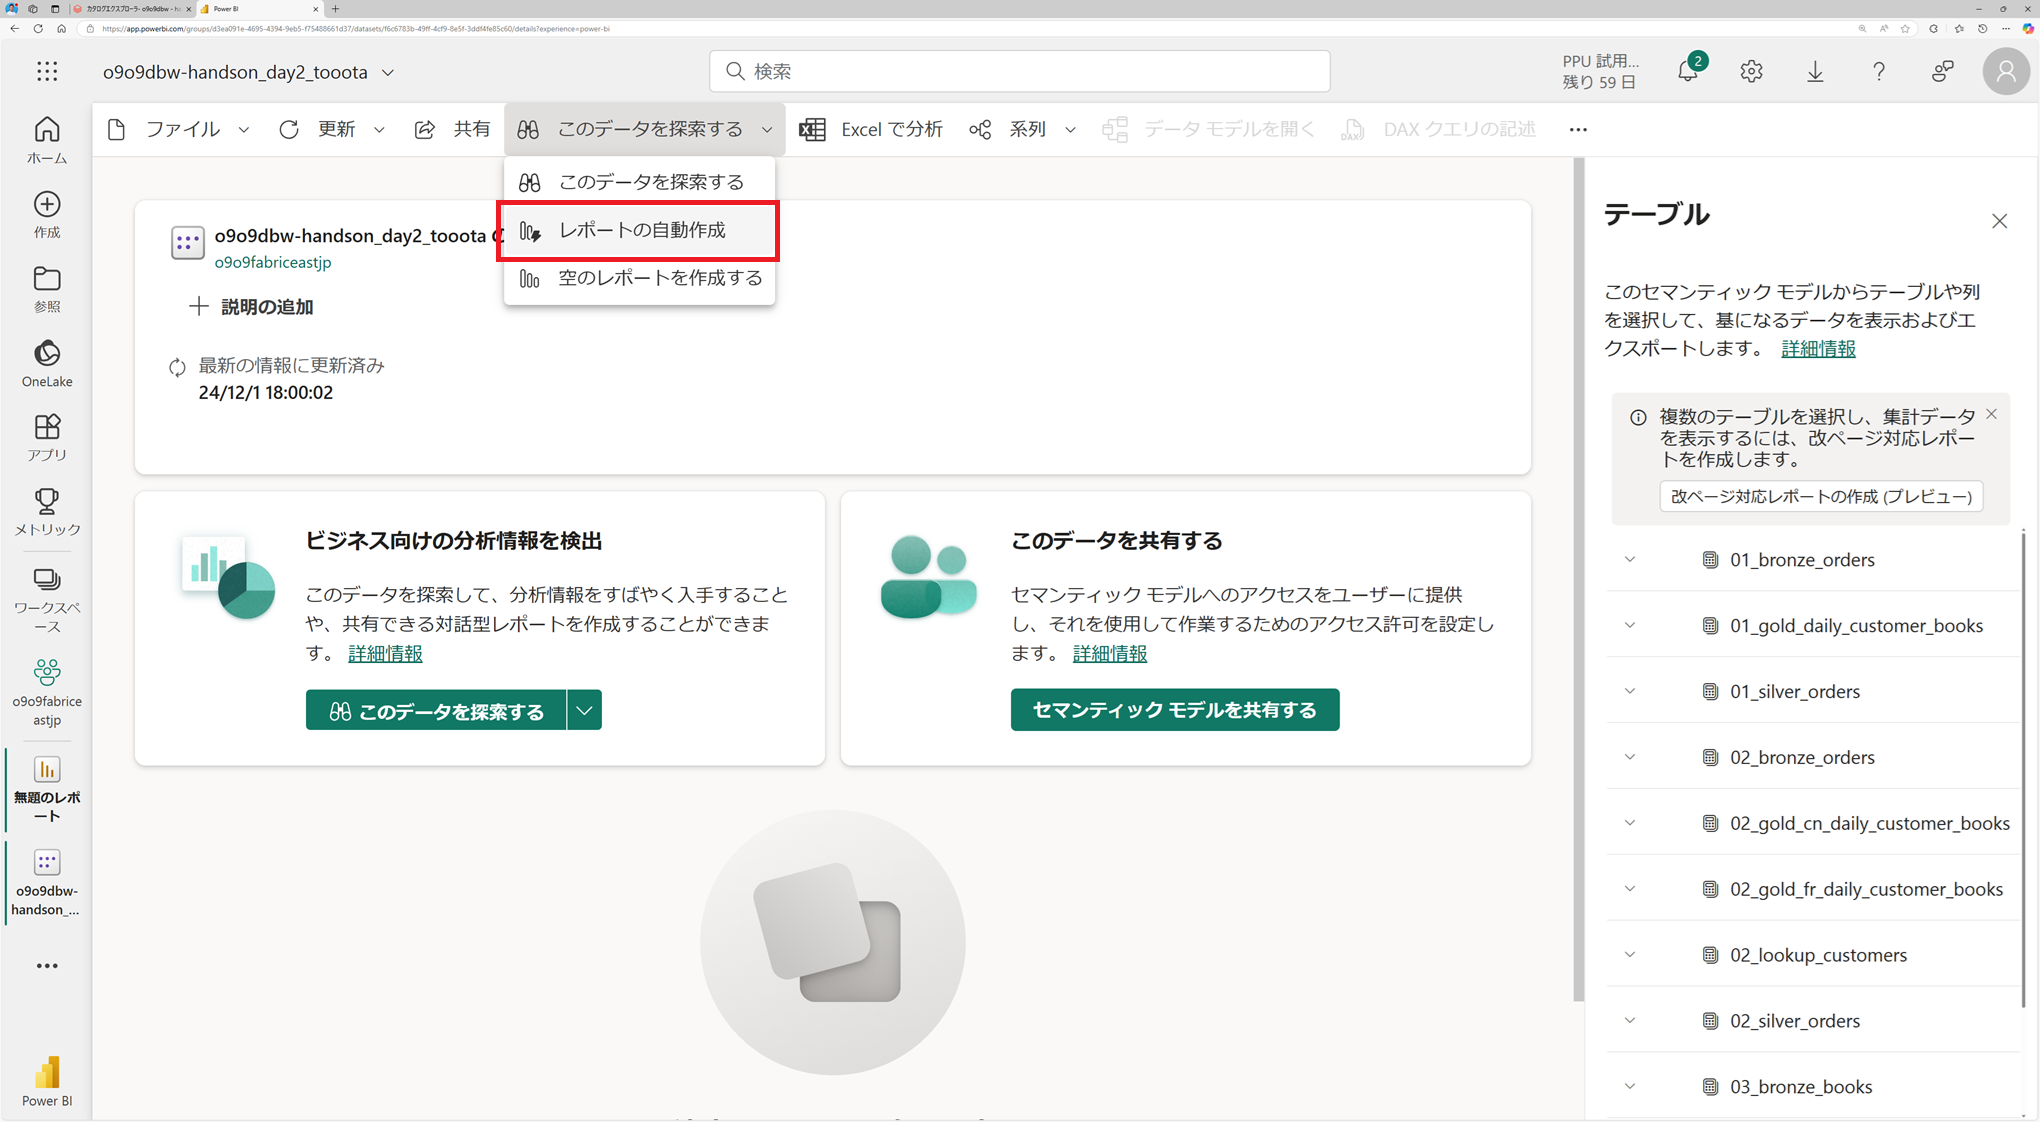 カタログエクスプローラ- o9o9dbw - ha
Power BI
https://app.powerbi.com/groups/d3ea091e-4695-4394-9eb5-f75488661d37/datasets/f6c6783b-49ff-4cf9-8e5f-3ddf4fe85c60/details?experience=power-bi
o9o9dbw-handson_day2_tooota
検索
PPU 試用...
残り 59 日
2
ファイル
更新
共有
このデータを探索する
Excel で分析
系列
データ モデルを開く
DAX クエリの記述
ホーム
作成
参照
OneLake
アプリ
メトリック
ワークスペ
ース
o9o9fabrice
astjp
無題のレポ
ート
o9o9dbw-
handson_...
Power BI
このデータを探索する
レポートの自動作成
空のレポートを作成する
o9o9dbw-handson_day2_tooota の
o9o9fabriceastjp
説明の追加
最新の情報に更新済み
24/12/1 18:00:02
ビジネス向けの分析情報を検出
このデータを探索して、分析情報をすばやく入手すること
や、共有できる対話型レポートを作成することができま
す。 詳細情報
このデータを探索する
このデータを共有する
セマンティック モデルへのアクセスをユーザーに提供
し、それを使用して作業するためのアクセス許可を設定し
ます。 詳細情報
セマンティック モデルを共有する
テーブル
このセマンティック モデルからテーブルや列
を選択して、基になるデータを表示およびエ
クスポートします。 詳細情報
複数のテーブルを選択し、集計データ
を表示するには、改ページ対応レポー
トを作成します。
改ページ対応レポートの作成 (プレビュー)
01_bronze_orders
01_gold_daily_customer_books
01_silver_orders
02_bronze_orders
02_gold_cn_daily_customer_books
02_gold_fr_daily_customer_books
02_lookup_customers
02_silver_orders
03_bronze_books